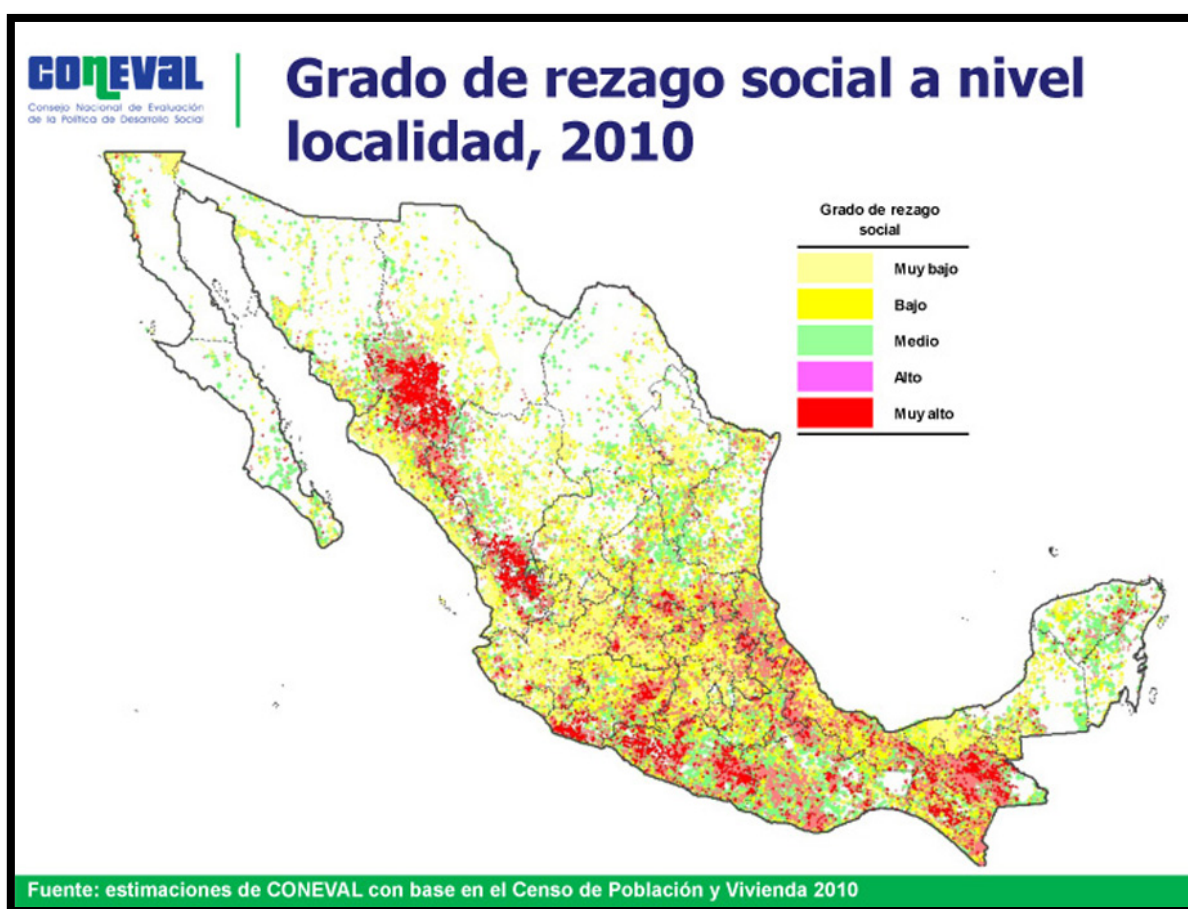 CONEVAL
Consejo Nacional de Evaluación
de la Política de Desarrollo Social
Grado de rezago social a nivel
localidad, 2010
Grado de rezago
social
Muy bajo
Bajo
Medio
Alto
Muy alto
Fuente: estimaciones de CONEVAL con base en el Censo de Población y Vivienda 2010